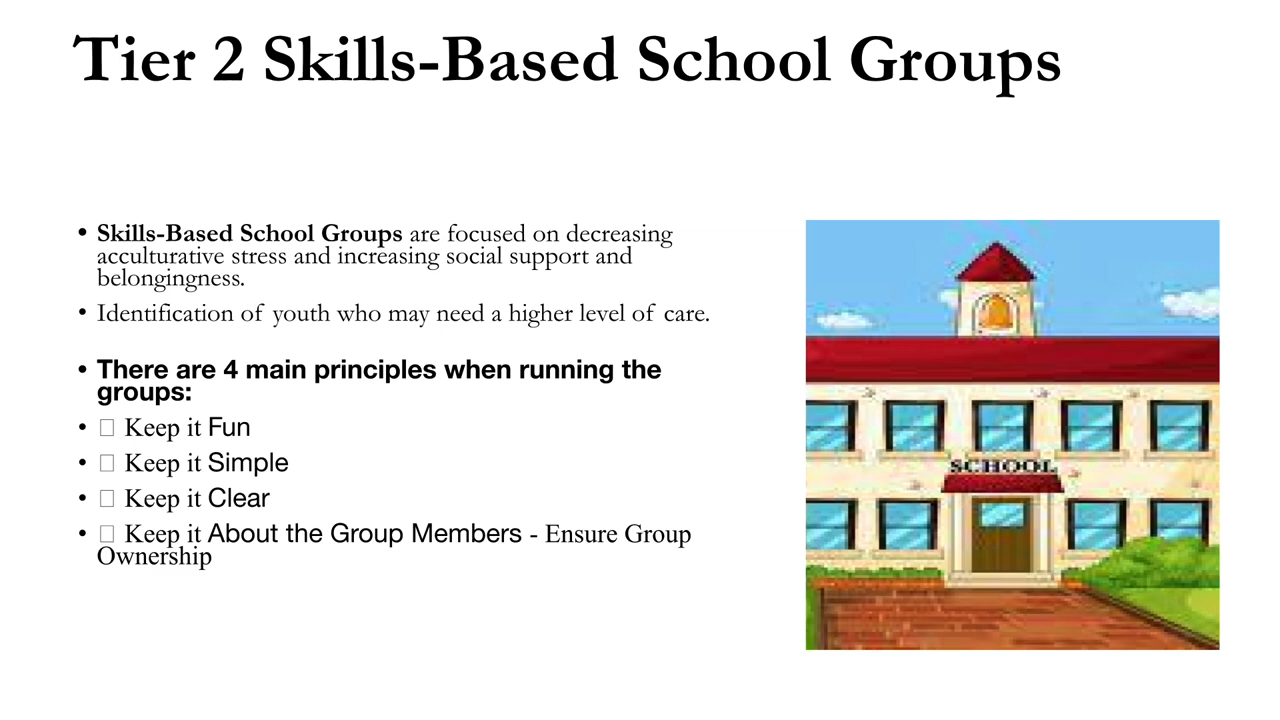 Tier 2 Skills-Based School Groups
• Skills-Based School Groups are focused on decreasing
acculturative stress and increasing social support and
belongingness.
• Identification of youth who may need a higher level of care.
• There are 4 main principles when running the
groups:
• □ Keep it Fun
• □ Keep it Simple
• □ Keep it Clear
• □ Keep it About the Group Members - Ensure Group
Ownership
SCHOOL